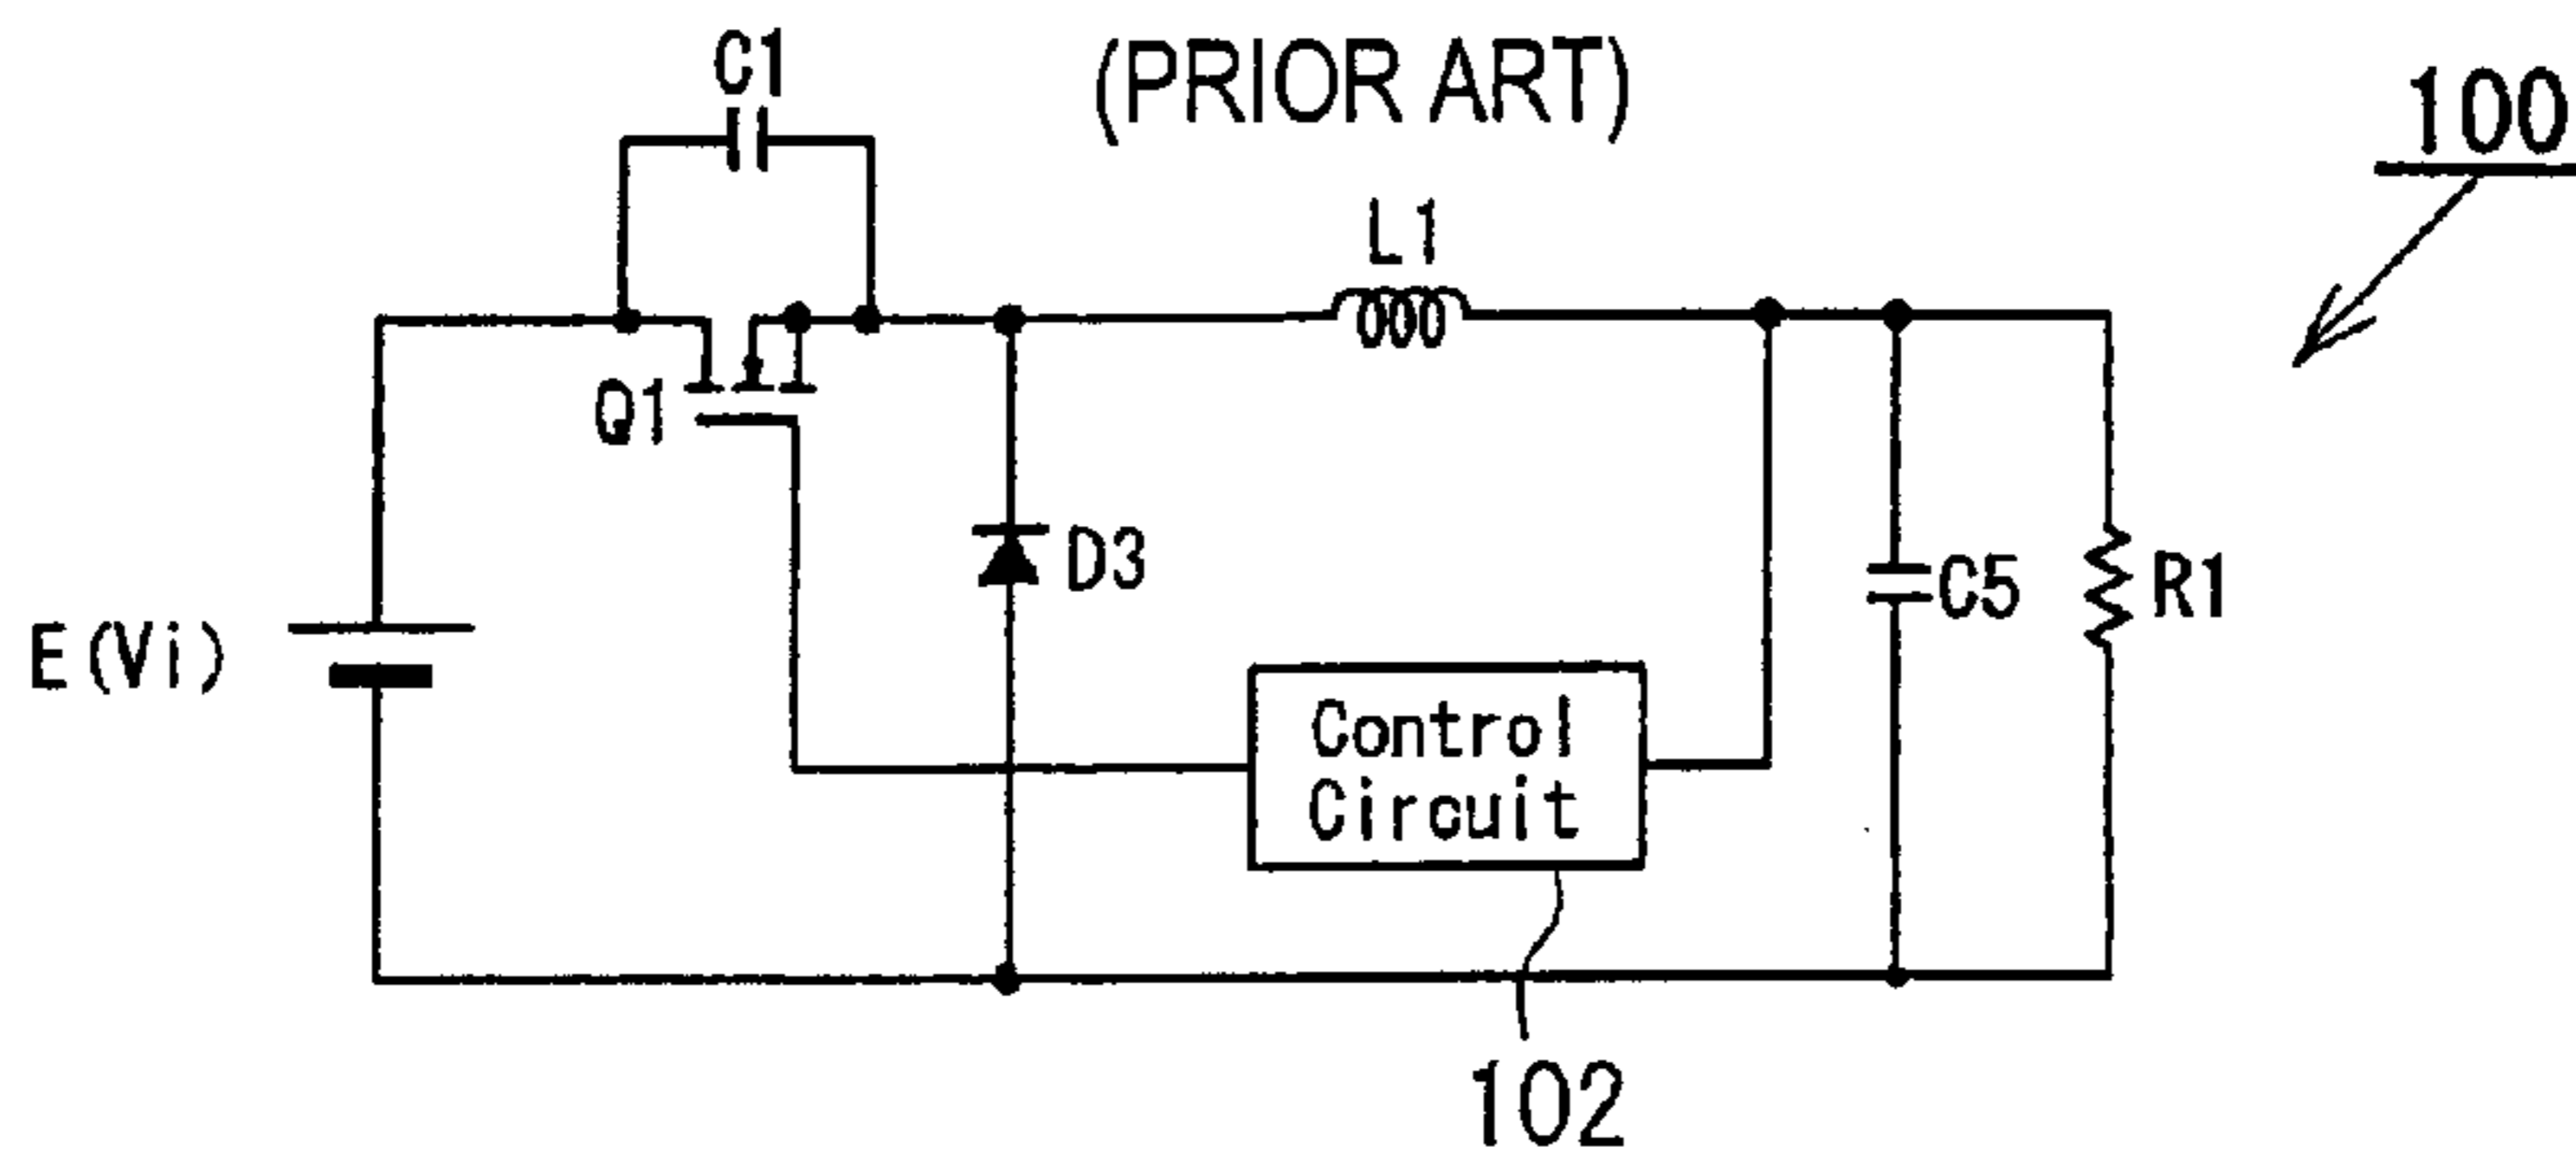 (PRIOR ART)
100
C1
L1
Q1
D3
C5
R1
E(Vi)
Control
Circuit
102